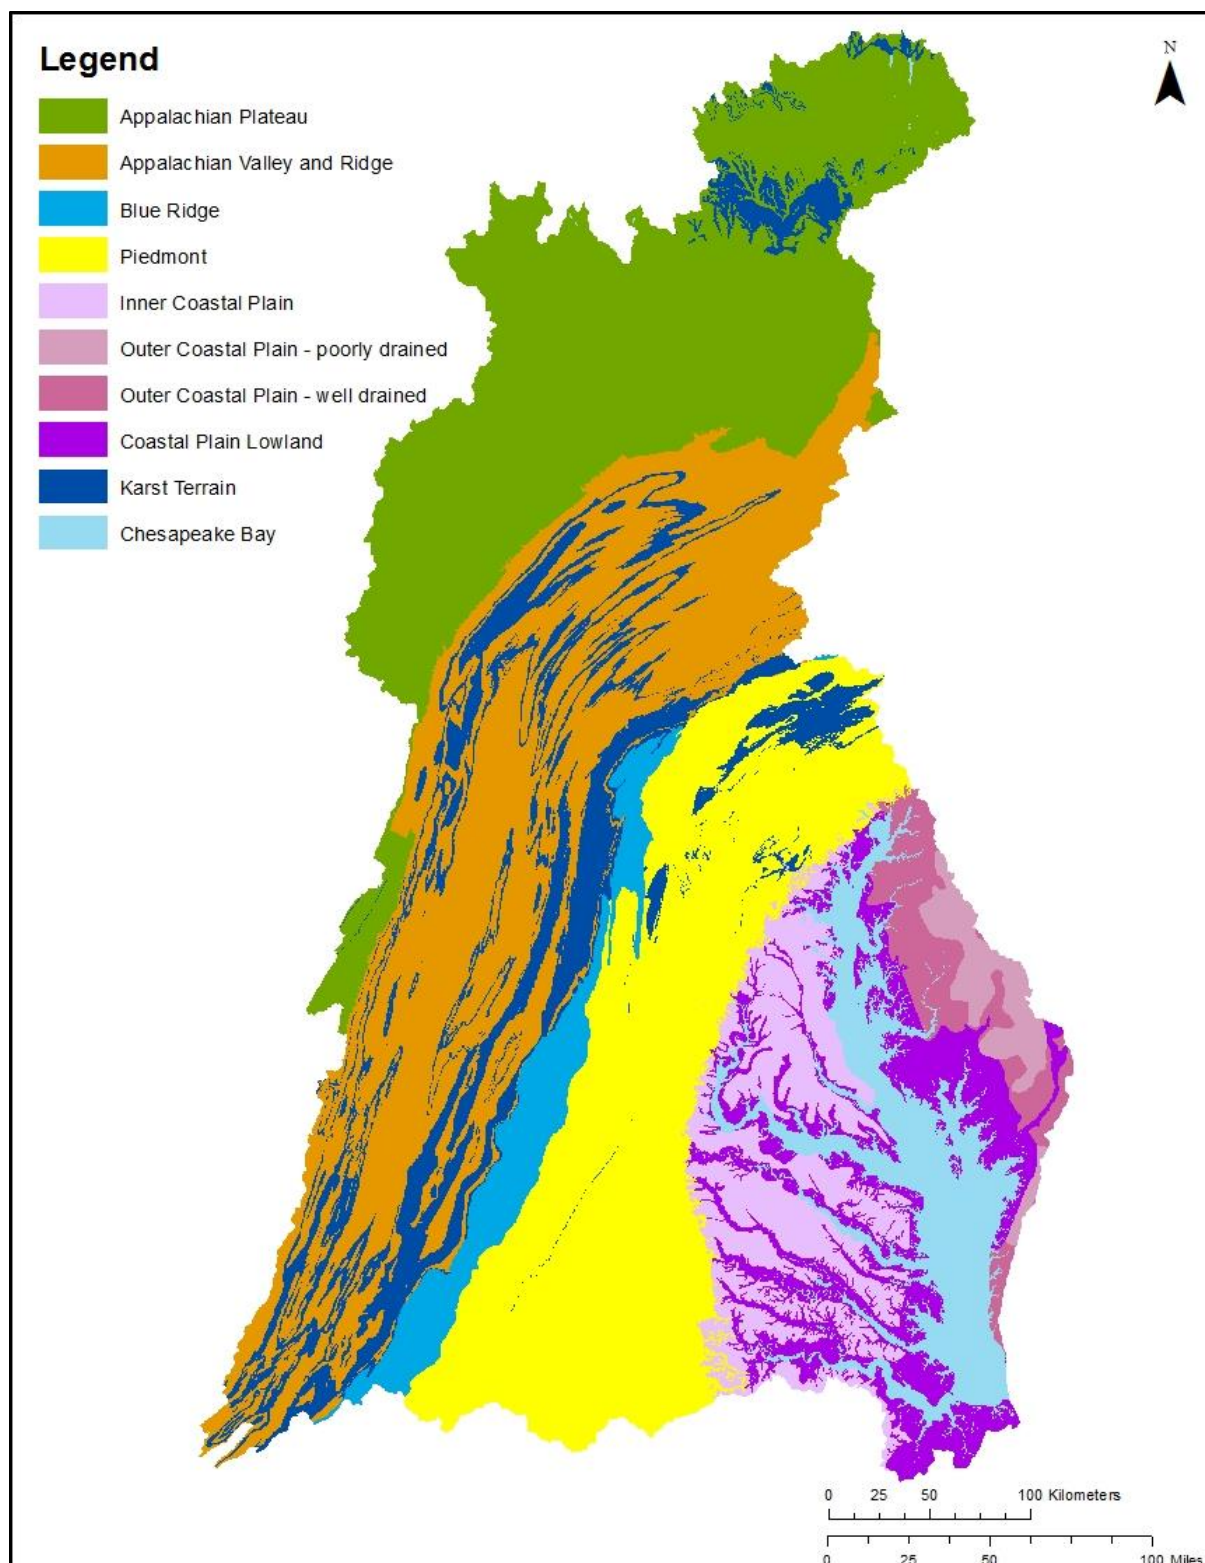 Legend
N
Appalachian Plateau
Appalachian Valley and Ridge
Blue Ridge
Piedmont
Inner Coastal Plain
Outer Coastal Plain - poorly drained
Outer Coastal Plain - well drained
Coastal Plain Lowland
Karst Terrain
Chesapeake Bay
0 25 50 100 Kilometers
0 25 50 100 Miles